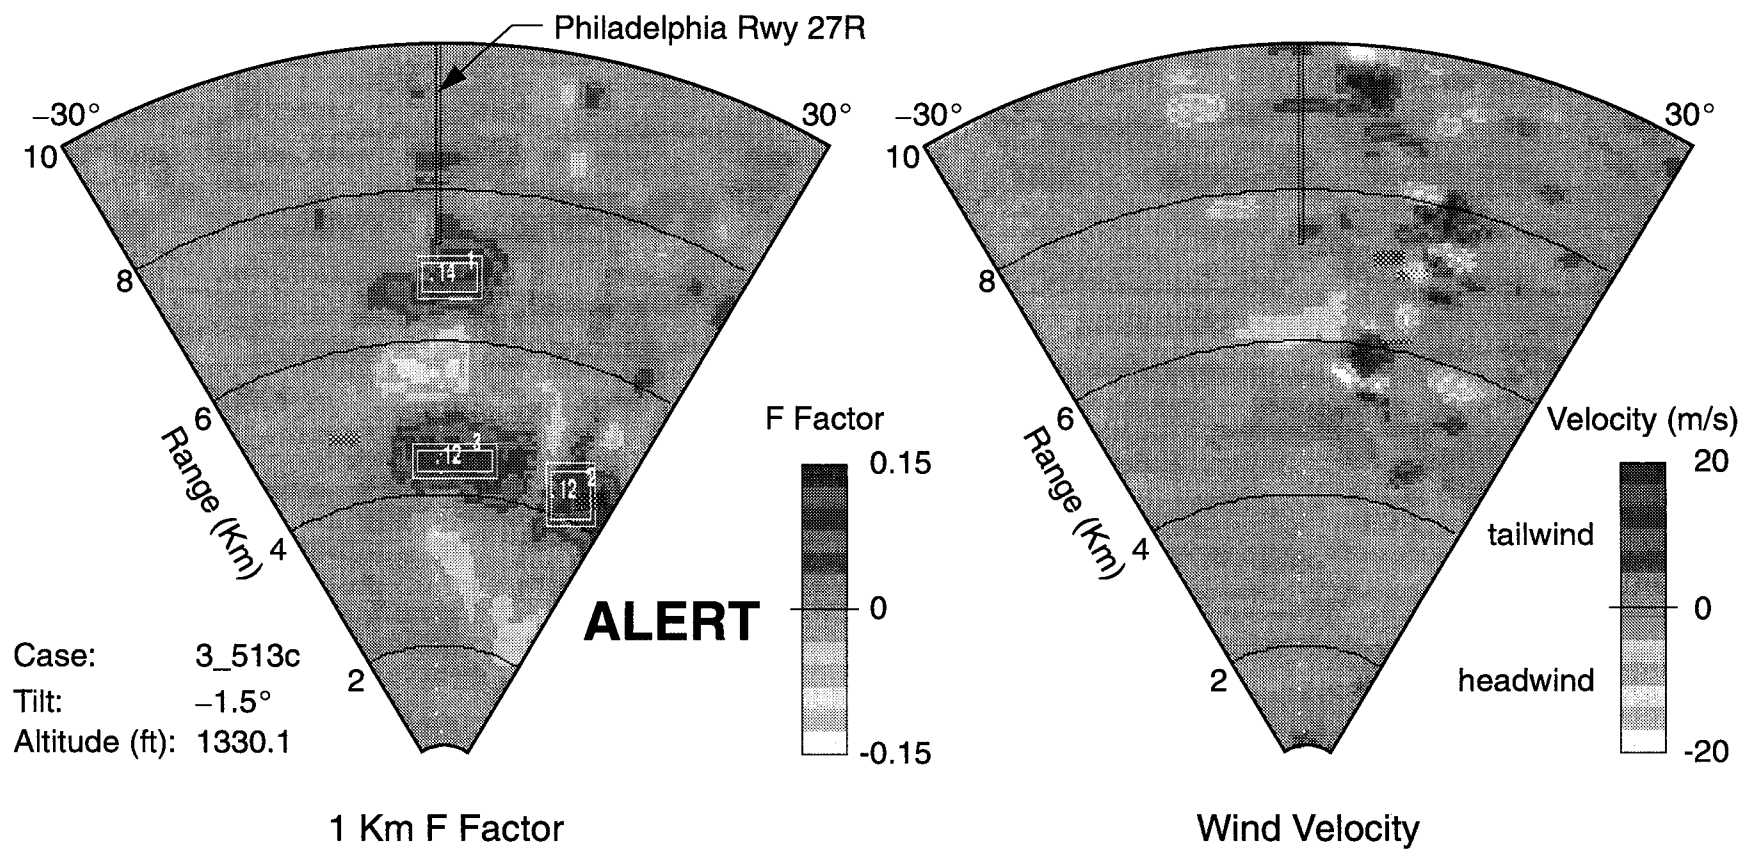 Philadelphia Rwy 27R
−30°
30°
10
8
6
4
2
Range (Km)
1
.14
3
.12
2
.12
F Factor
0.15
0
-0.15
ALERT
Case: 3_513c
Tilt: −1.5°
Altitude (ft): 1330.1
1 Km F Factor
−30°
30°
10
8
6
4
2
Range (Km)
Velocity (m/s)
20
tailwind
0
headwind
-20
Wind Velocity